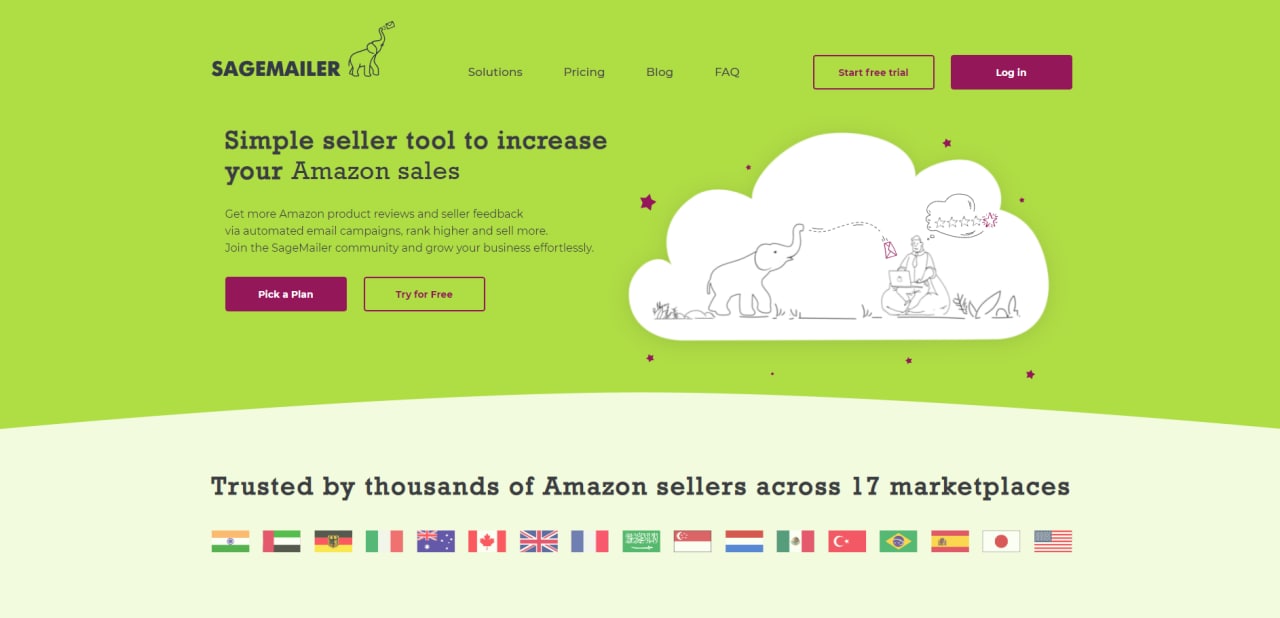 SAGEMAILER
Solutions
Pricing
Blog
FAQ
Start free trial
Log in
Simple seller tool to increase
your Amazon sales
Get more Amazon product reviews and seller feedback
via automated email campaigns, rank higher and sell more.
Join the SageMailer community and grow your business effortlessly.
Pick a Plan
Try for Free
Trusted by thousands of Amazon sellers across 17 marketplaces